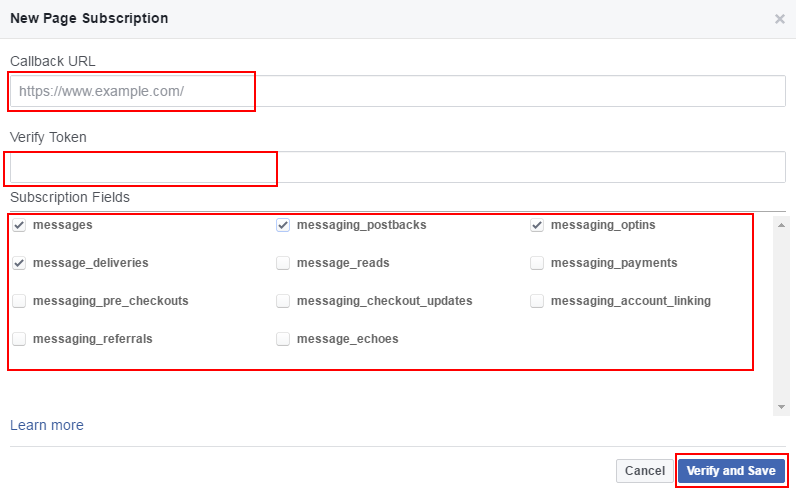 New Page Subscription ×
Callback URL
https://www.example.com/
Verify Token
Subscription Fields
messages messaging_postbacks messaging_optins
message_deliveries message_reads messaging_payments
messaging_pre_checkouts messaging_checkout_updates messaging_account_linking
messaging_referrals message_echoes
Learn more
Cancel Verify and Save